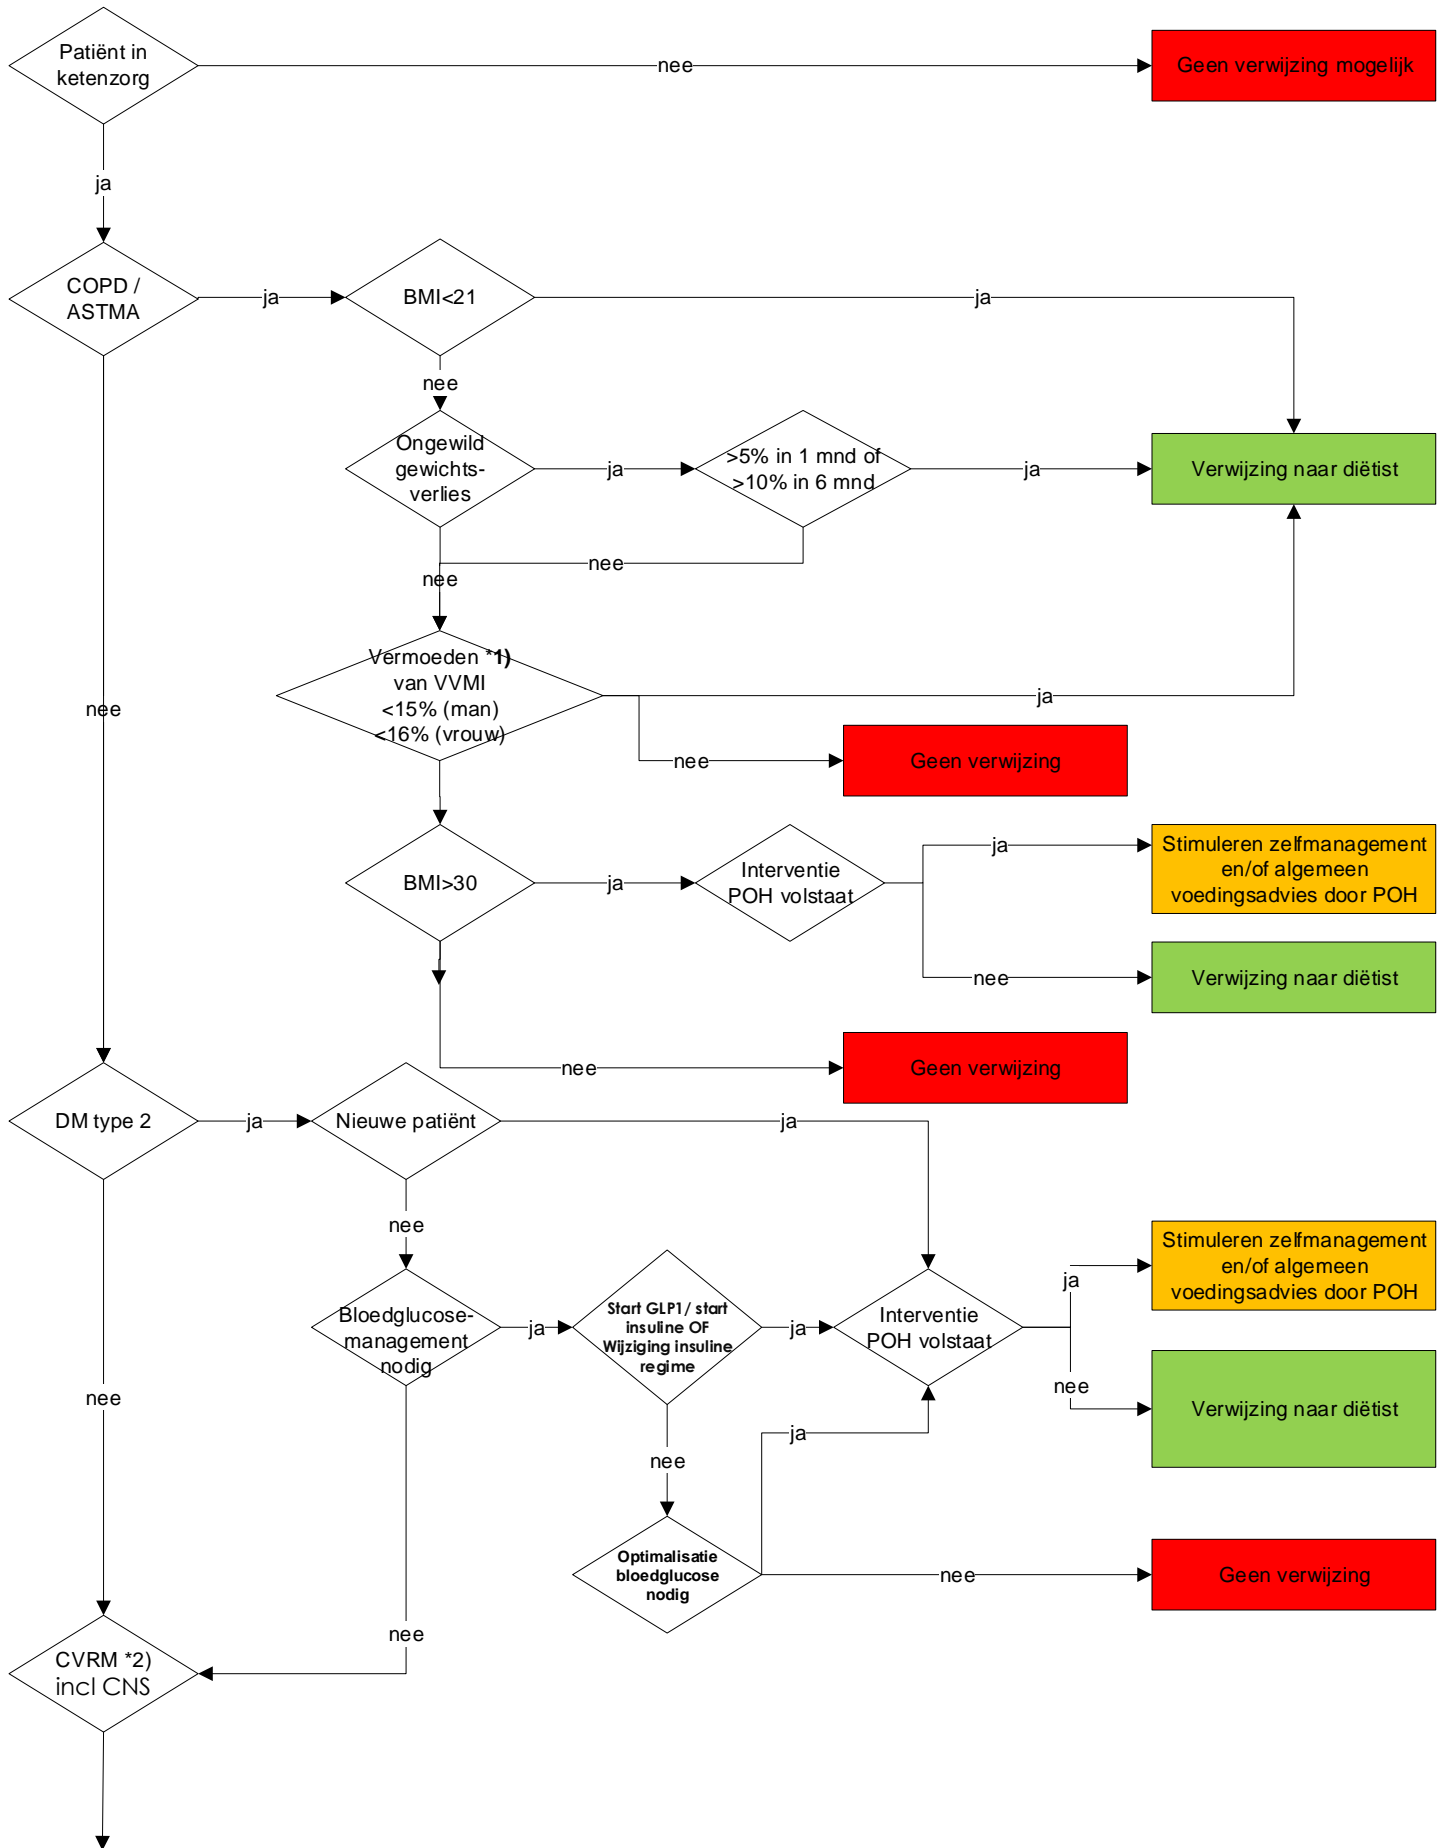 Patiënt in
ketenzorg
nee
Geen verwijzing mogelijk
ja
COPD /
ASTMA
ja
BMI<21
ja
nee
Ongewild
gewichts-
verlies
ja
>5% in 1 mnd of
>10% in 6 mnd
ja
Verwijzing naar diëtist
nee
nee
Vermoeden *1)
van VVMI
<15% (man)
<16% (vrouw)
ja
nee
nee
Geen verwijzing
BMI>30
ja
Interventie
POH volstaat
ja
Stimuleren zelfmanagement
en/of algemeen
voedingsadvies door POH
nee
Verwijzing naar diëtist
nee
Geen verwijzing
DM type 2
ja
Nieuwe patiënt
ja
nee
Bloedglucose-
management
nodig
ja
Start GLP1/ start
insuline OF
Wijziging insuline
regime
ja
Interventie
POH volstaat
ja
Stimuleren zelfmanagement
en/of algemeen
voedingsadvies door POH
nee
Verwijzing naar diëtist
nee
ja
nee
Optimalisatie
bloedglucose
nodig
nee
Geen verwijzing
nee
CVRM *2)
incl CNS